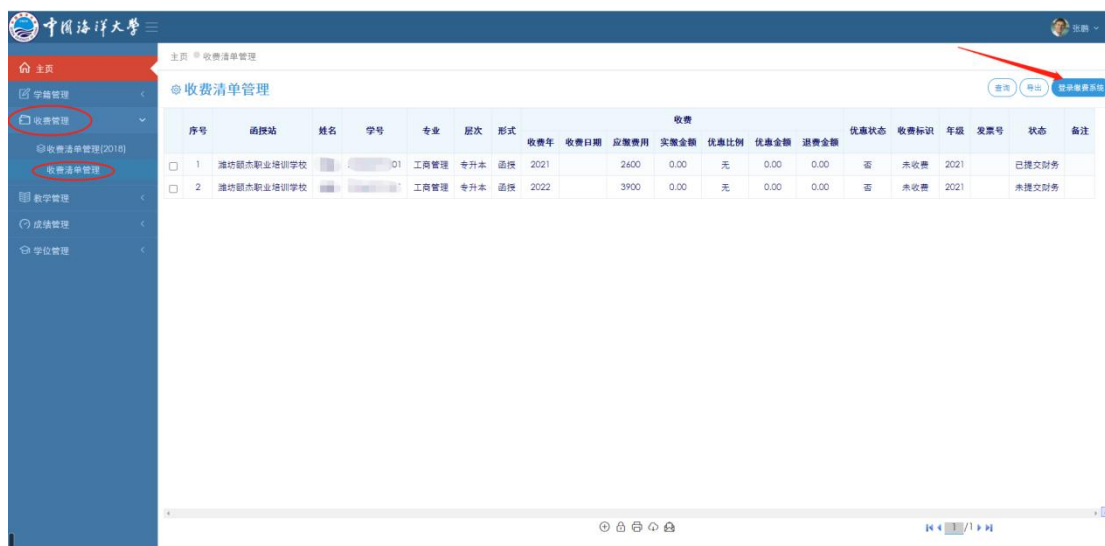 中国海洋大学
张鹏
主页
学籍管理
收费管理
收费清单管理(2018)
收费清单管理
教学管理
成绩管理
学位管理
主页 收费清单管理
收费清单管理
查询 导出 登录缴费系统
收费
序号 函授站 姓名 学号 专业 层次 形式 收费年 收费日期 应缴费用 实缴金额 优惠比例 优惠金额 退费金额 优惠状态 收费标识 年级 发票号 状态 备注
1 潍坊颐杰职业培训学校 01 工商管理 专升本 函授 2021 2600 0.00 无 0.00 0.00 否 未收费 2021 已提交财务
2 潍坊颐杰职业培训学校 工商管理 专升本 函授 2022 3900 0.00 无 0.00 0.00 否 未收费 2021 未提交财务
1 /1